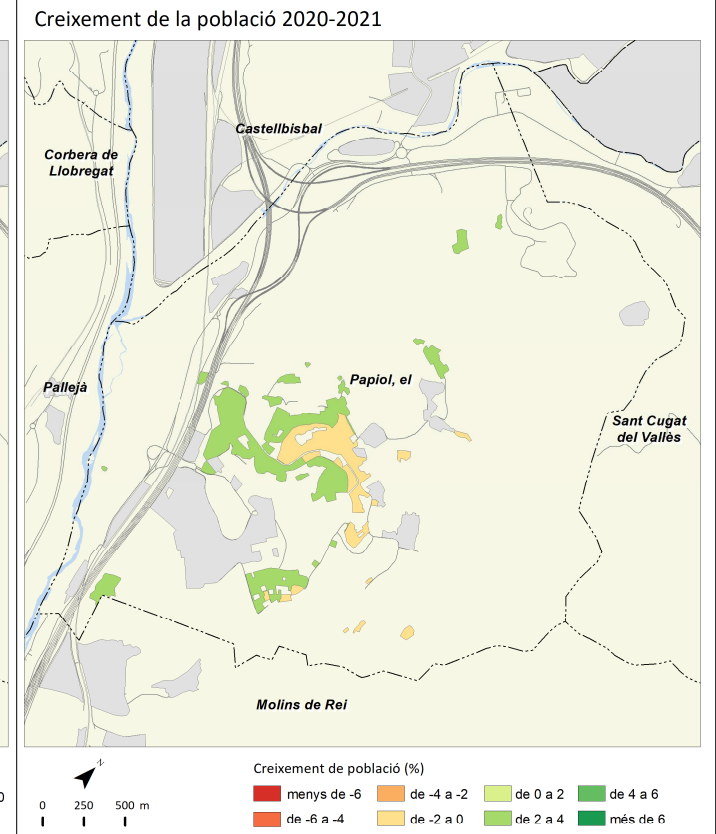 Creixement de la població 2020-2021
Castellbisbal
Corbera de
Llobregat
Pallejà
Papiol, el
Sant Cugat
del Vallès
Molins de Rei
N
0
0 250 500 m
Creixement de població (%)
menys de -6
de -4 a -2
de 0 a 2
de 4 a 6
de -6 a -4
de -2 a 0
de 2 a 4
més de 6